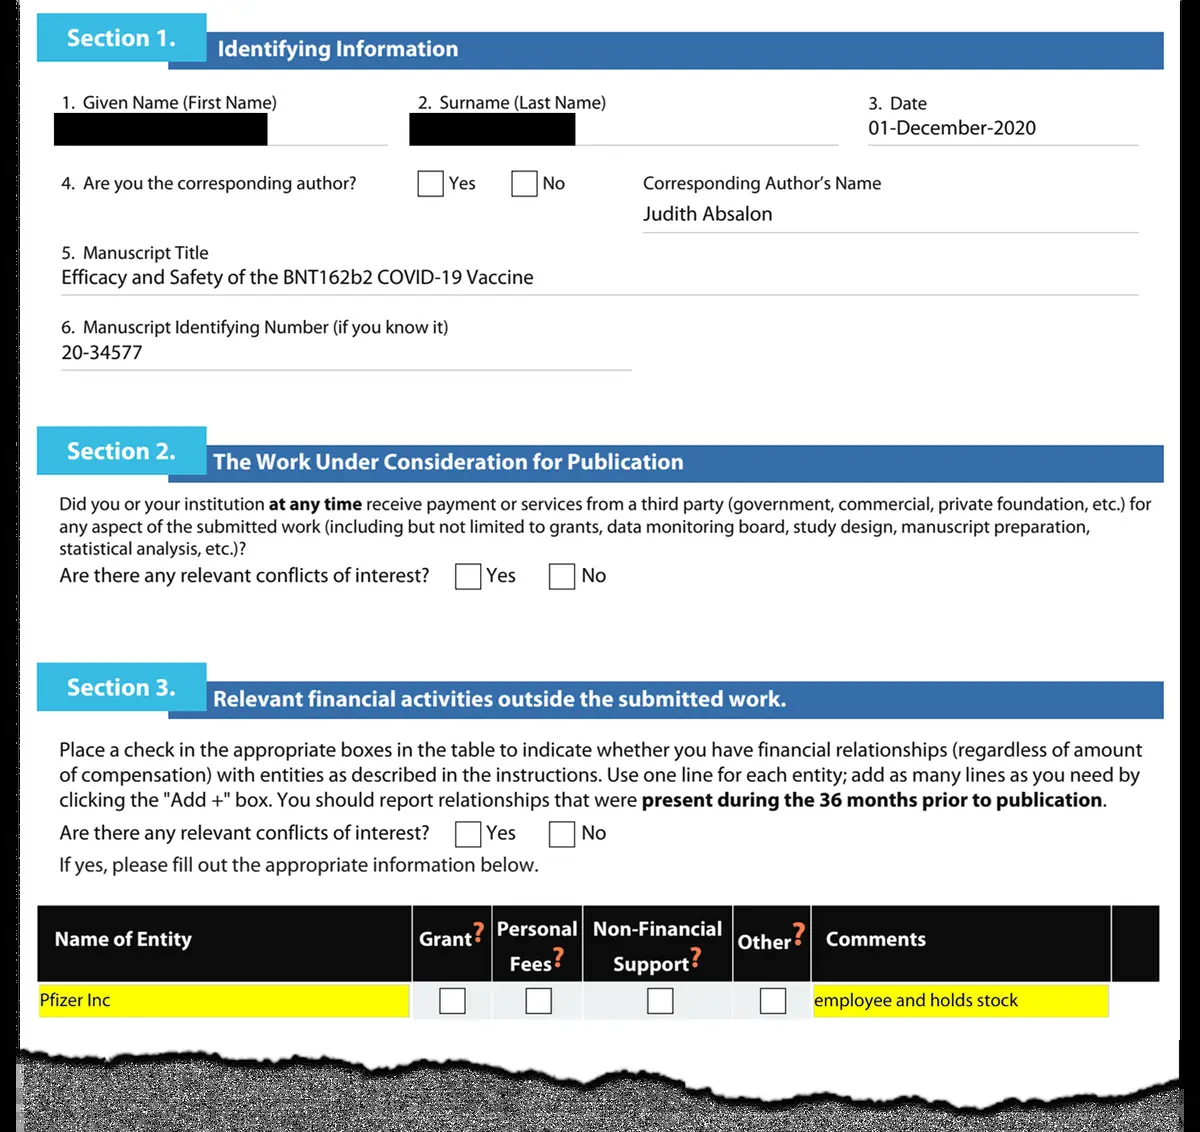 Section 1.
Identifying Information
1. Given Name (First Name)
2. Surname (Last Name)
3. Date
01-December-2020
4. Are you the corresponding author?
Yes
No
Corresponding Author's Name
Judith Absalon
5. Manuscript Title
Efficacy and Safety of the BNT162b2 COVID-19 Vaccine
6. Manuscript Identifying Number (if you know it)
20-34577
Section 2.
The Work Under Consideration for Publication
Did you or your institution at any time receive payment or services from a third party (government, commercial, private foundation, etc.) for
any aspect of the submitted work (including but not limited to grants, data monitoring board, study design, manuscript preparation,
statistical analysis, etc.)?
Are there any relevant conflicts of interest? Yes No
Section 3.
Relevant financial activities outside the submitted work.
Place a check in the appropriate boxes in the table to indicate whether you have financial relationships (regardless of amount
of compensation) with entities as described in the instructions. Use one line for each entity; add as many lines as you need by
clicking the "Add +" box. You should report relationships that were present during the 36 months prior to publication.
Are there any relevant conflicts of interest? Yes No
If yes, please fill out the appropriate information below.
Name of Entity
Grant?
Personal
Fees?
Non-Financial
Support?
Other?
Comments
Pfizer Inc
employee and holds stock